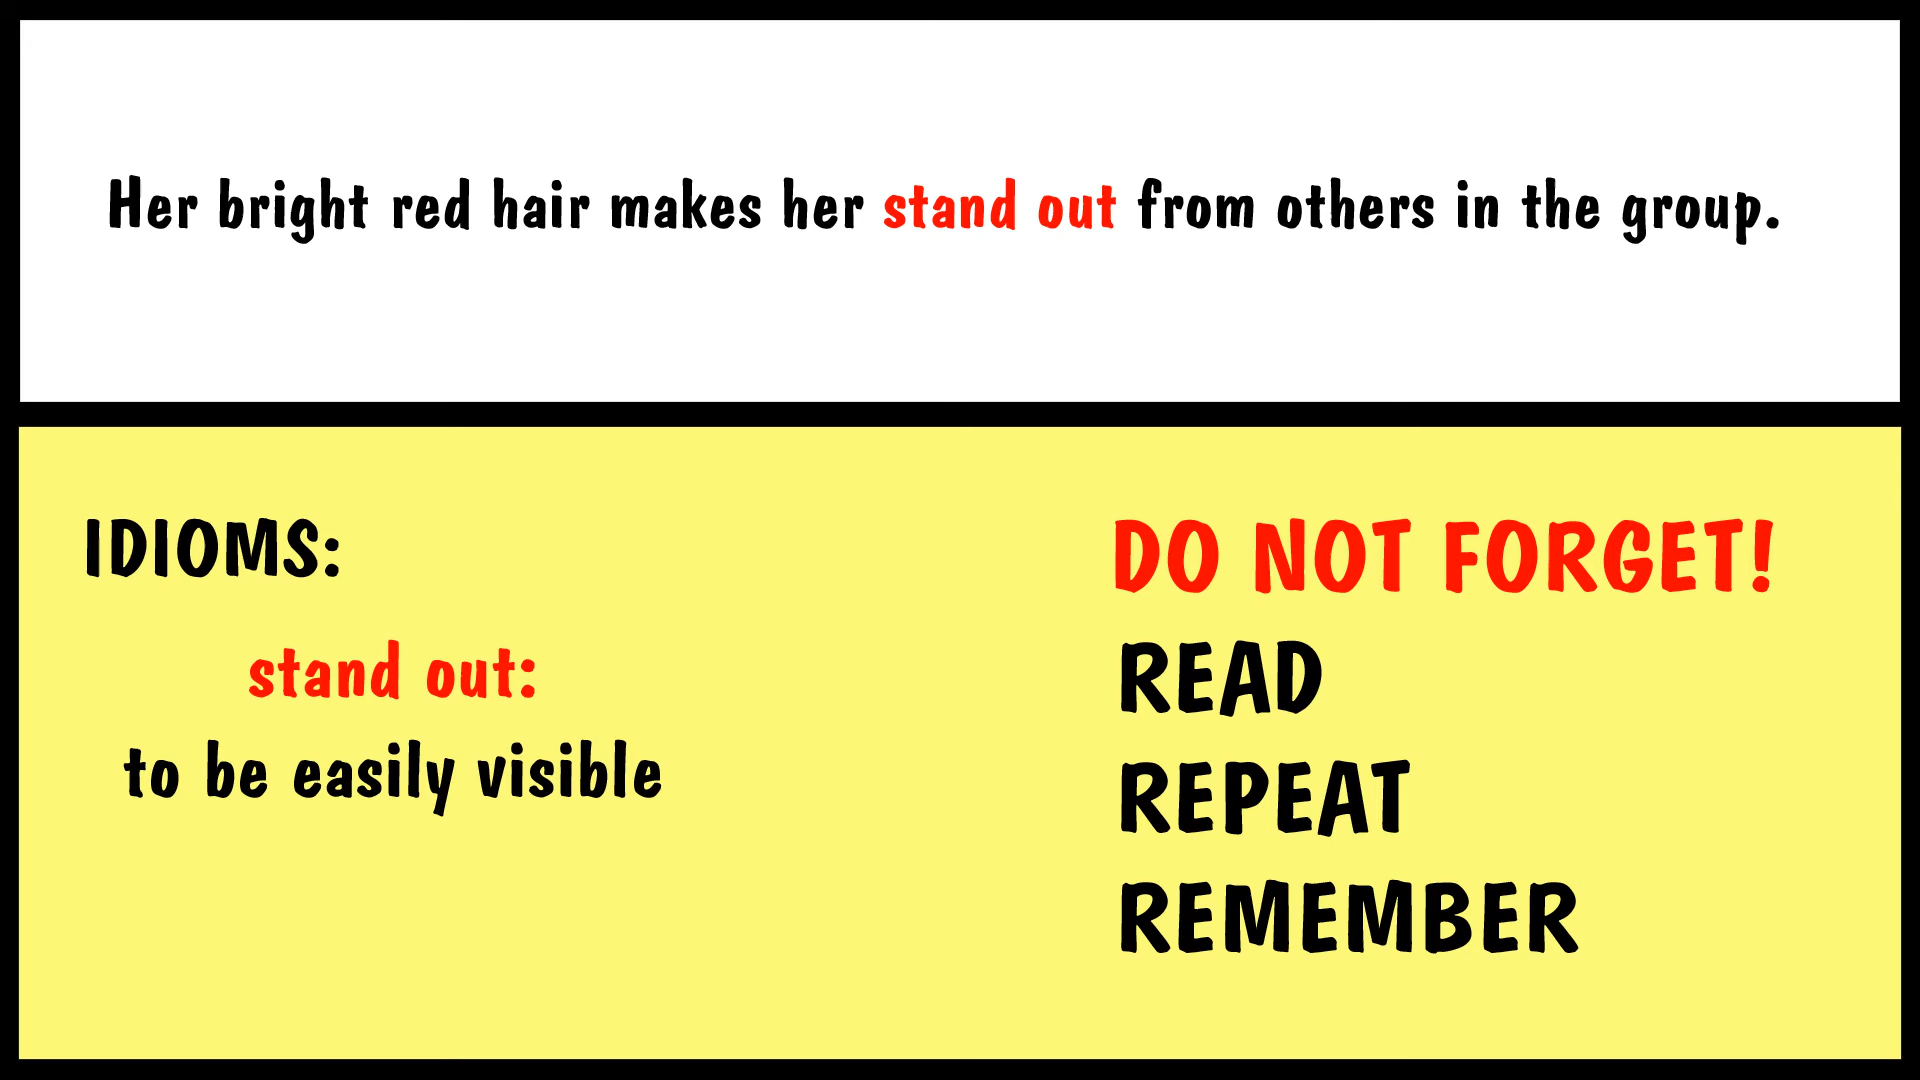 Her bright red hair makes her stand out from others in the group.
IDIOMS:
stand out:
to be easily visible
DO NOT FORGET!
READ
REPEAT
REMEMBER